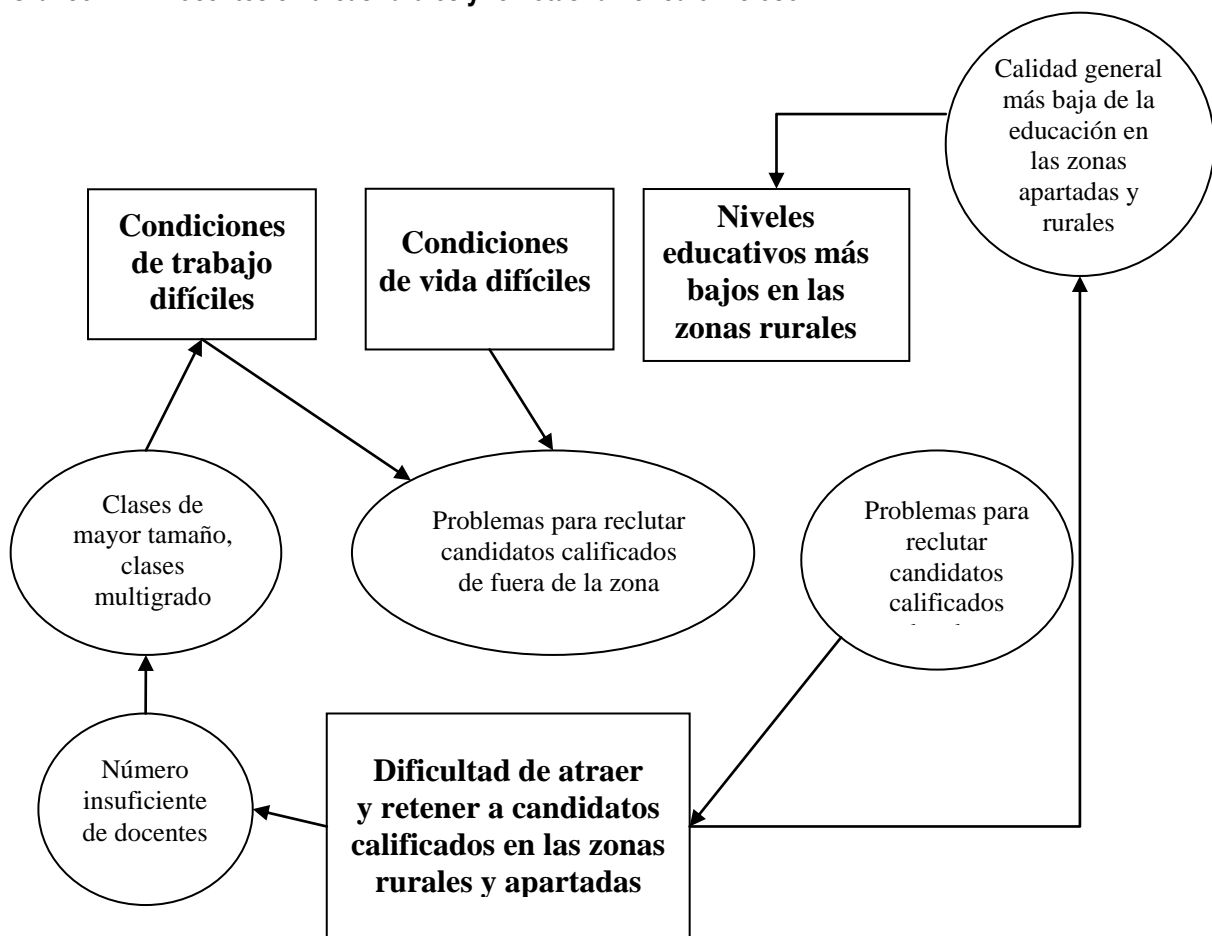 Calidad general
más baja de la
educación en
las zonas
apartadas y
rurales
Condiciones
de trabajo
difíciles
Condiciones
de vida difíciles
Niveles
educativos más
bajos en las
zonas rurales
Clases de
mayor tamaño,
clases
multigrado
Problemas para reclutar
candidatos calificados
de fuera de la zona
Problemas para
reclutar
candidatos
calificados
Número
insuficiente
de docentes
Dificultad de atraer
y retener a candidatos
calificados en las zonas
rurales y apartadas